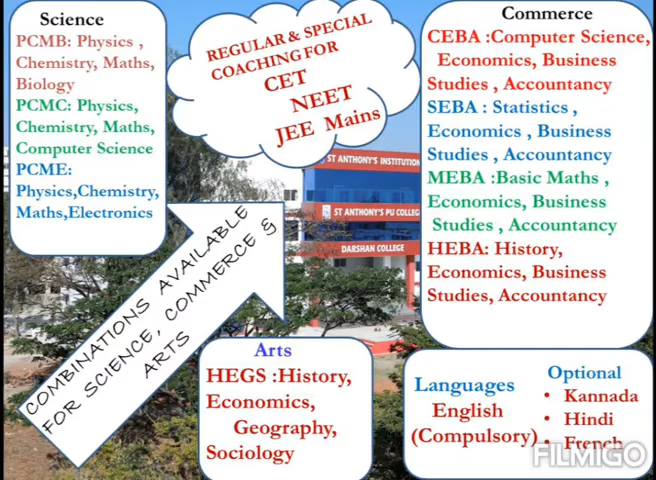 Science
PCMB: Physics ,
Chemistry, Maths,
Biology
PCMC: Physics,
Chemistry, Maths,
Computer Science
PCME:
Physics,Chemistry,
Maths,Electronics
REGULAR & SPECIAL
COACHING FOR
CET
NEET
JEE Mains
Commerce
CEBA :Computer Science,
Economics, Business
Studies , Accountancy
SEBA : Statistics ,
Economics , Business
Studies , Accountancy
MEBA :Basic Maths ,
Economics, Business
Studies , Accountancy
HEBA: History,
Economics, Business
Studies, Accountancy
ST ANTHONY'S INSTITUTION
ST ANTHONY'S PU COLLEG
DARSHAN COLLEGE
COMBINATIONS AVAILABLE
FOR SCIENCE, COMMERCE &
ARTS
Arts
HEGS :History,
Economics,
Geography,
Sociology
Languages
English
(Compulsory)
Optional
• Kannada
• Hindi
• French
FILMIGO